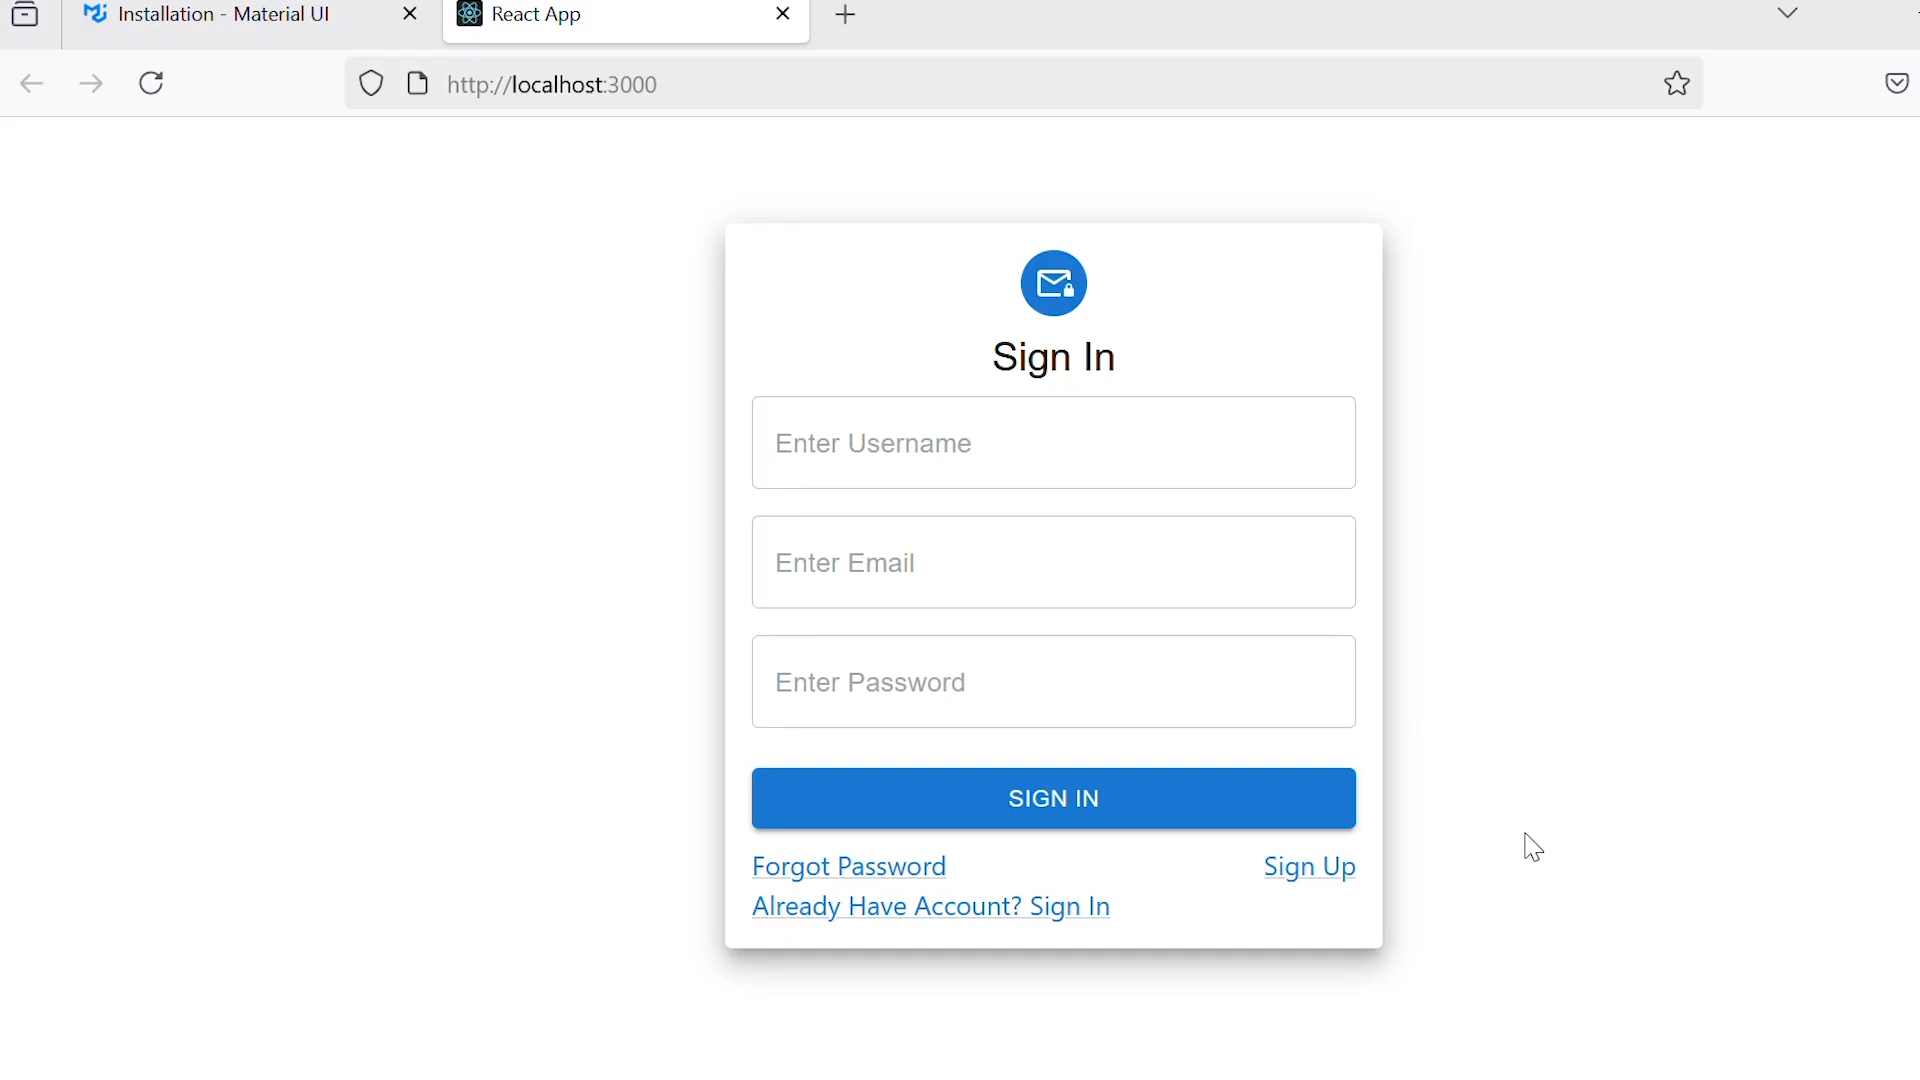 Installation - Material UI
React App
http://localhost:3000
Sign In
Enter Username
Enter Email
Enter Password
SIGN IN
Forgot Password
Sign Up
Already Have Account? Sign In